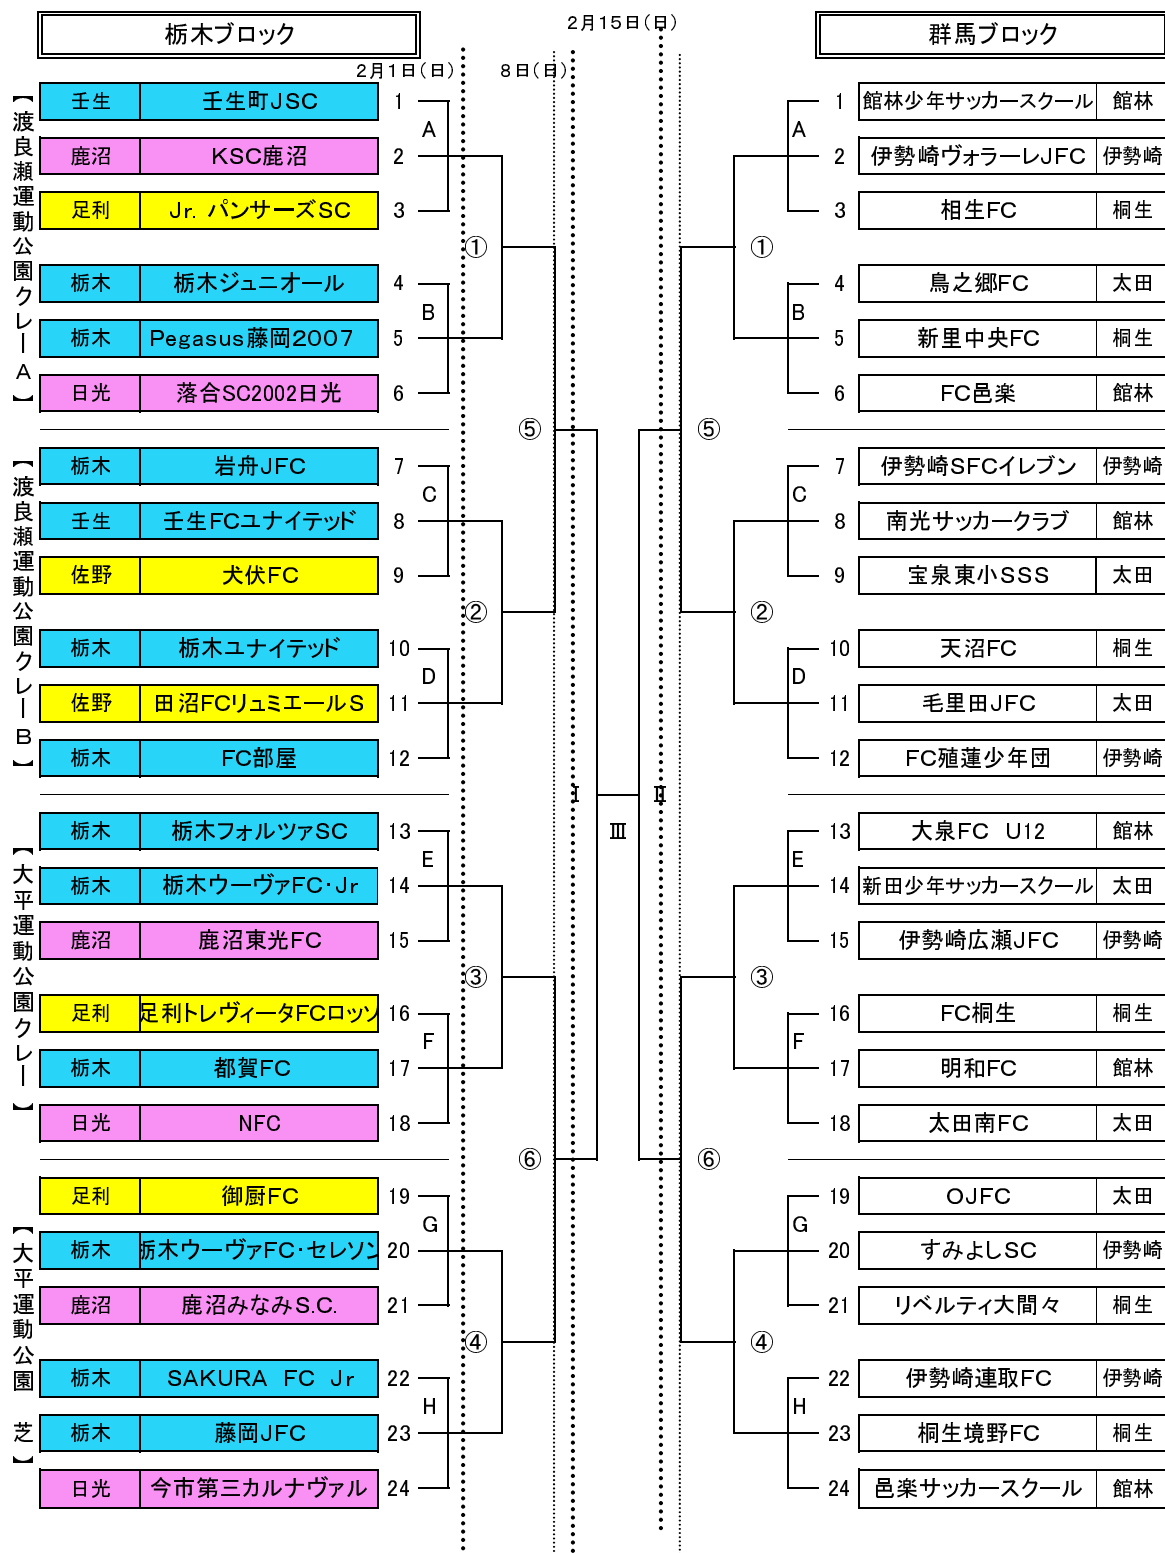 2月15日(日)
栃木ブロック
群馬ブロック
2月1日(日)
8日(日)
【渡良瀬運動公園クレーA】
壬生 壬生町JSC 1
A
鹿沼 KSC鹿沼 2
足利 Jr. パンサーズSC 3
①
栃木 栃木ジュニオール 4
B
栃木 Pegasus藤岡2007 5
日光 落合SC2002日光 6
⑤
【渡良瀬運動公園クレーB】
栃木 岩舟JFC 7
C
壬生 壬生FCユナイテッド 8
佐野 犬伏FC 9
②
栃木 栃木ユナイテッド 10
D
佐野 田沼FCリュミエールS 11
栃木 FC部屋 12
【大平運動公園クレー】
栃木 栃木フォルツァSC 13
E
栃木 栃木ウーヴァFC・Jr 14
鹿沼 鹿沼東光FC 15
③
足利 足利トレヴィータFCロッソ 16
F
栃木 都賀FC 17
日光 NFC 18
⑥
【大平運動公園 芝】
足利 御厨FC 19
G
栃木 栃木ウーヴァFC・セレソン 20
鹿沼 鹿沼みなみS.C. 21
④
栃木 SAKURA FC Jr 22
H
栃木 藤岡JFC 23
日光 今市第三カルナヴァル 24
Ⅰ
Ⅲ
Ⅱ
1 館林少年サッカースクール 館林
A
2 伊勢崎ヴォラーレJFC 伊勢崎
3 相生FC 桐生
①
4 鳥之郷FC 太田
B
5 新里中央FC 桐生
6 FC邑楽 館林
⑤
7 伊勢崎SFCイレブン 伊勢崎
C
8 南光サッカークラブ 館林
9 宝泉東小SSS 太田
②
10 天沼FC 桐生
D
11 毛里田JFC 太田
12 FC殖蓮少年団 伊勢崎
13 大泉FC U12 館林
E
14 新田少年サッカースクール 太田
15 伊勢崎広瀬JFC 伊勢崎
③
16 FC桐生 桐生
F
17 明和FC 館林
18 太田南FC 太田
⑥
19 OJFC 太田
G
20 すみよしSC 伊勢崎
21 リベルティ大間々 桐生
④
22 伊勢崎連取FC 伊勢崎
H
23 桐生境野FC 桐生
24 邑楽サッカースクール 館林